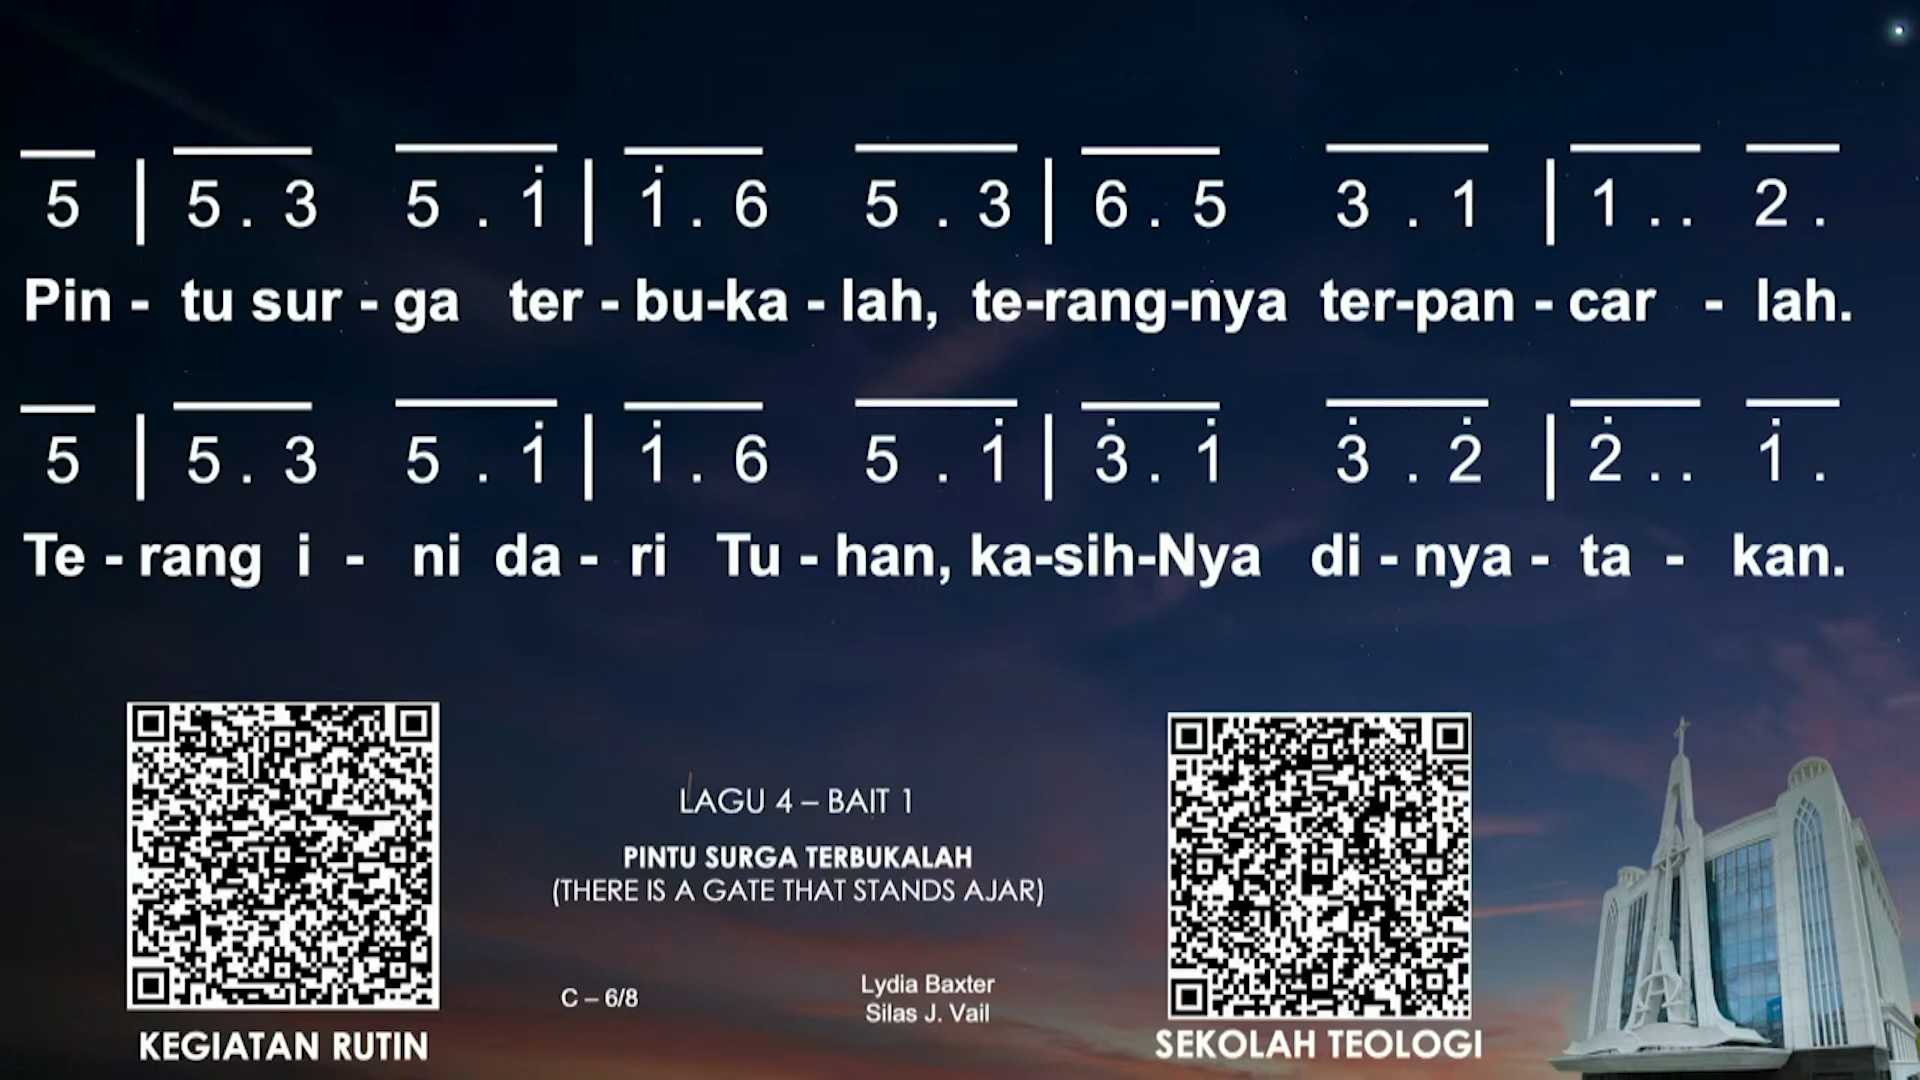 5 | 5 . 3 5 . 1̇ | 1̇ . 6 5 . 3 | 6 . 5 3 . 1 | 1 . . 2 .
Pin - tu sur - ga ter - bu-ka - lah, te-rang-nya ter-pan - car - lah.
5 | 5 . 3 5 . 1̇ | 1̇ . 6 5 . 1̇ | 3̇ . 1̇ 3̇ . 2̇ | 2̇ . . 1̇ .
Te - rang i - ni da - ri Tu - han, ka-sih-Nya di - nya - ta - kan.
LAGU 4 – BAIT 1
PINTU SURGA TERBUKALAH
(THERE IS A GATE THAT STANDS AJAR)
C – 6/8
Lydia Baxter
Silas J. Vail
KEGIATAN RUTIN
SEKOLAH TEOLOGI